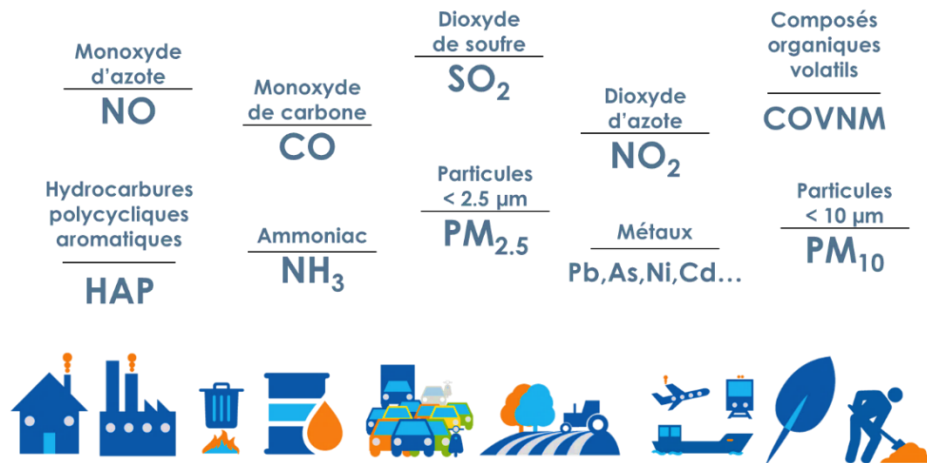 Monoxyde
d'azote
NO
Monoxyde
de carbone
CO
Dioxyde
de soufre
SO₂
Dioxyde
d'azote
NO₂
Composés
organiques
volatils
COVNM
Hydrocarbures
polycycliques
aromatiques
HAP
Ammoniac
NH₃
Particules
< 2.5 µm
PM₂.₅
Métaux
Pb,As,Ni,Cd...
Particules
< 10 µm
PM₁₀